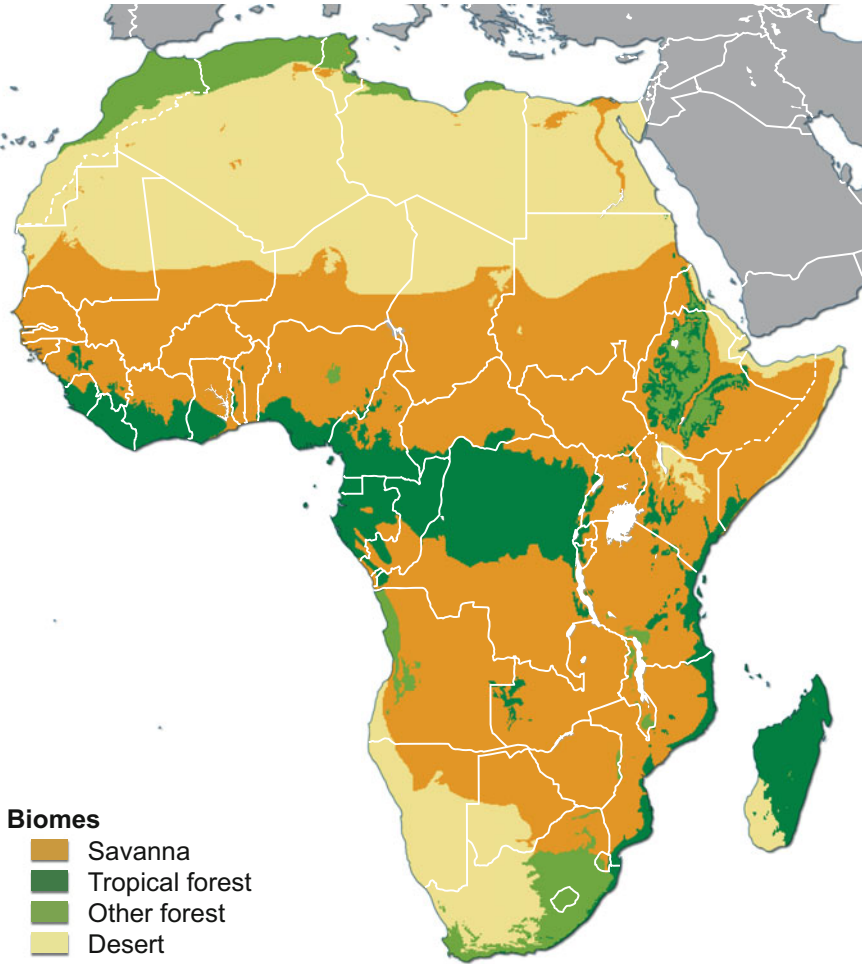 Biomes
Savanna
Tropical forest
Other forest
Desert